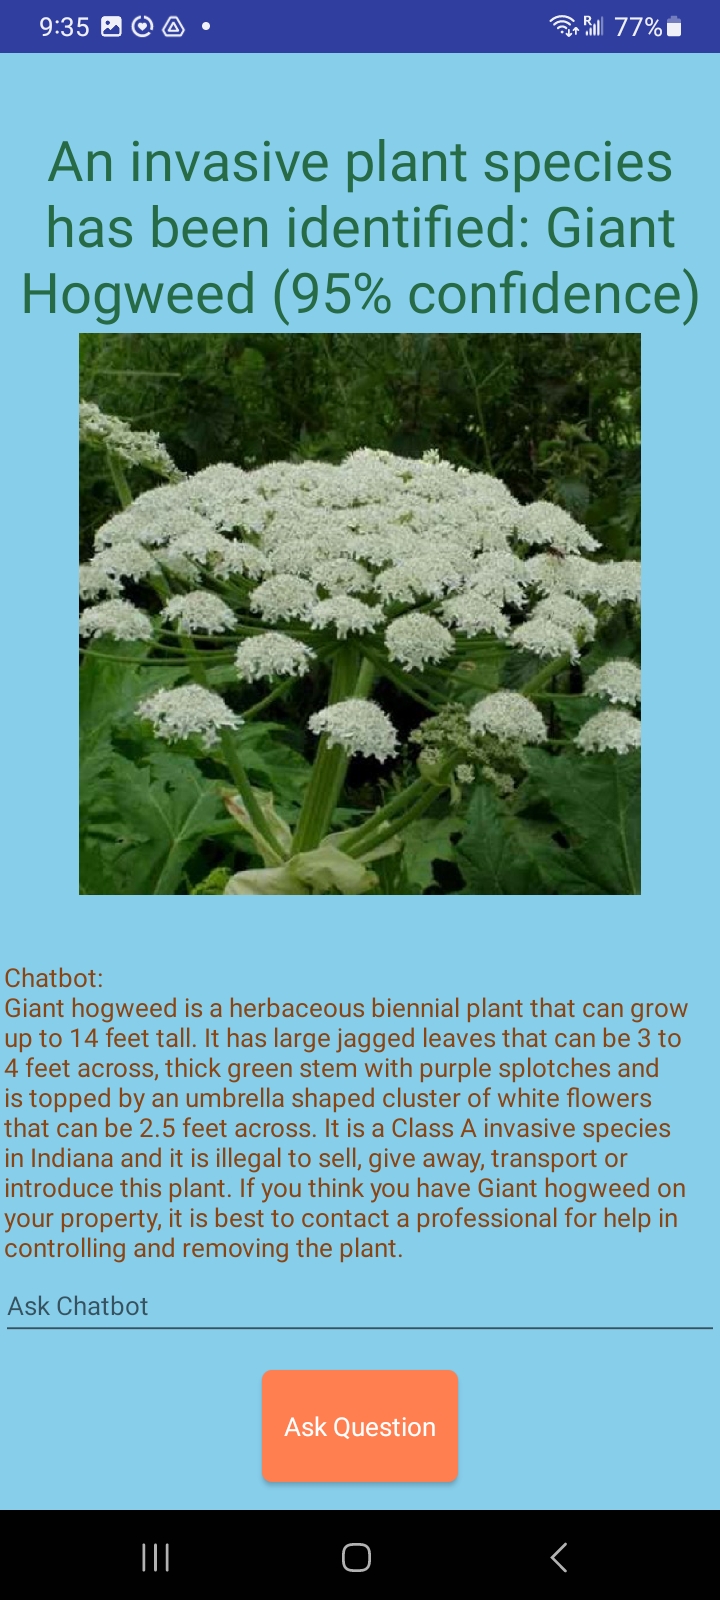 9:35
77%
An invasive plant species
has been identified: Giant
Hogweed (95% confidence)
Chatbot:
Giant hogweed is a herbaceous biennial plant that can grow
up to 14 feet tall. It has large jagged leaves that can be 3 to
4 feet across, thick green stem with purple splotches and
is topped by an umbrella shaped cluster of white flowers
that can be 2.5 feet across. It is a Class A invasive species
in Indiana and it is illegal to sell, give away, transport or
introduce this plant. If you think you have Giant hogweed on
your property, it is best to contact a professional for help in
controlling and removing the plant.
Ask Chatbot
Ask Question